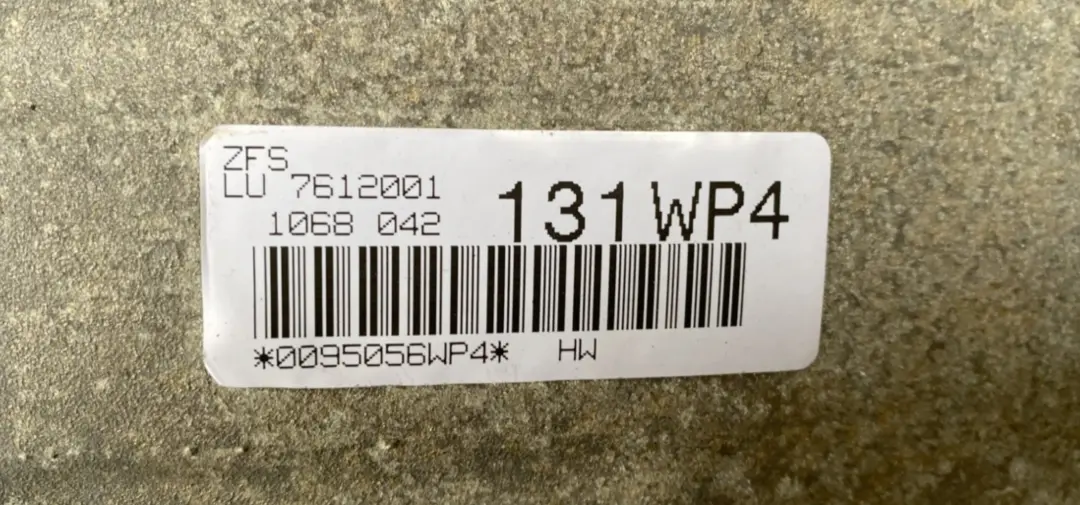 ZFS
LU 7612001
1068 042
131 WP4
*0095056WP4* HW